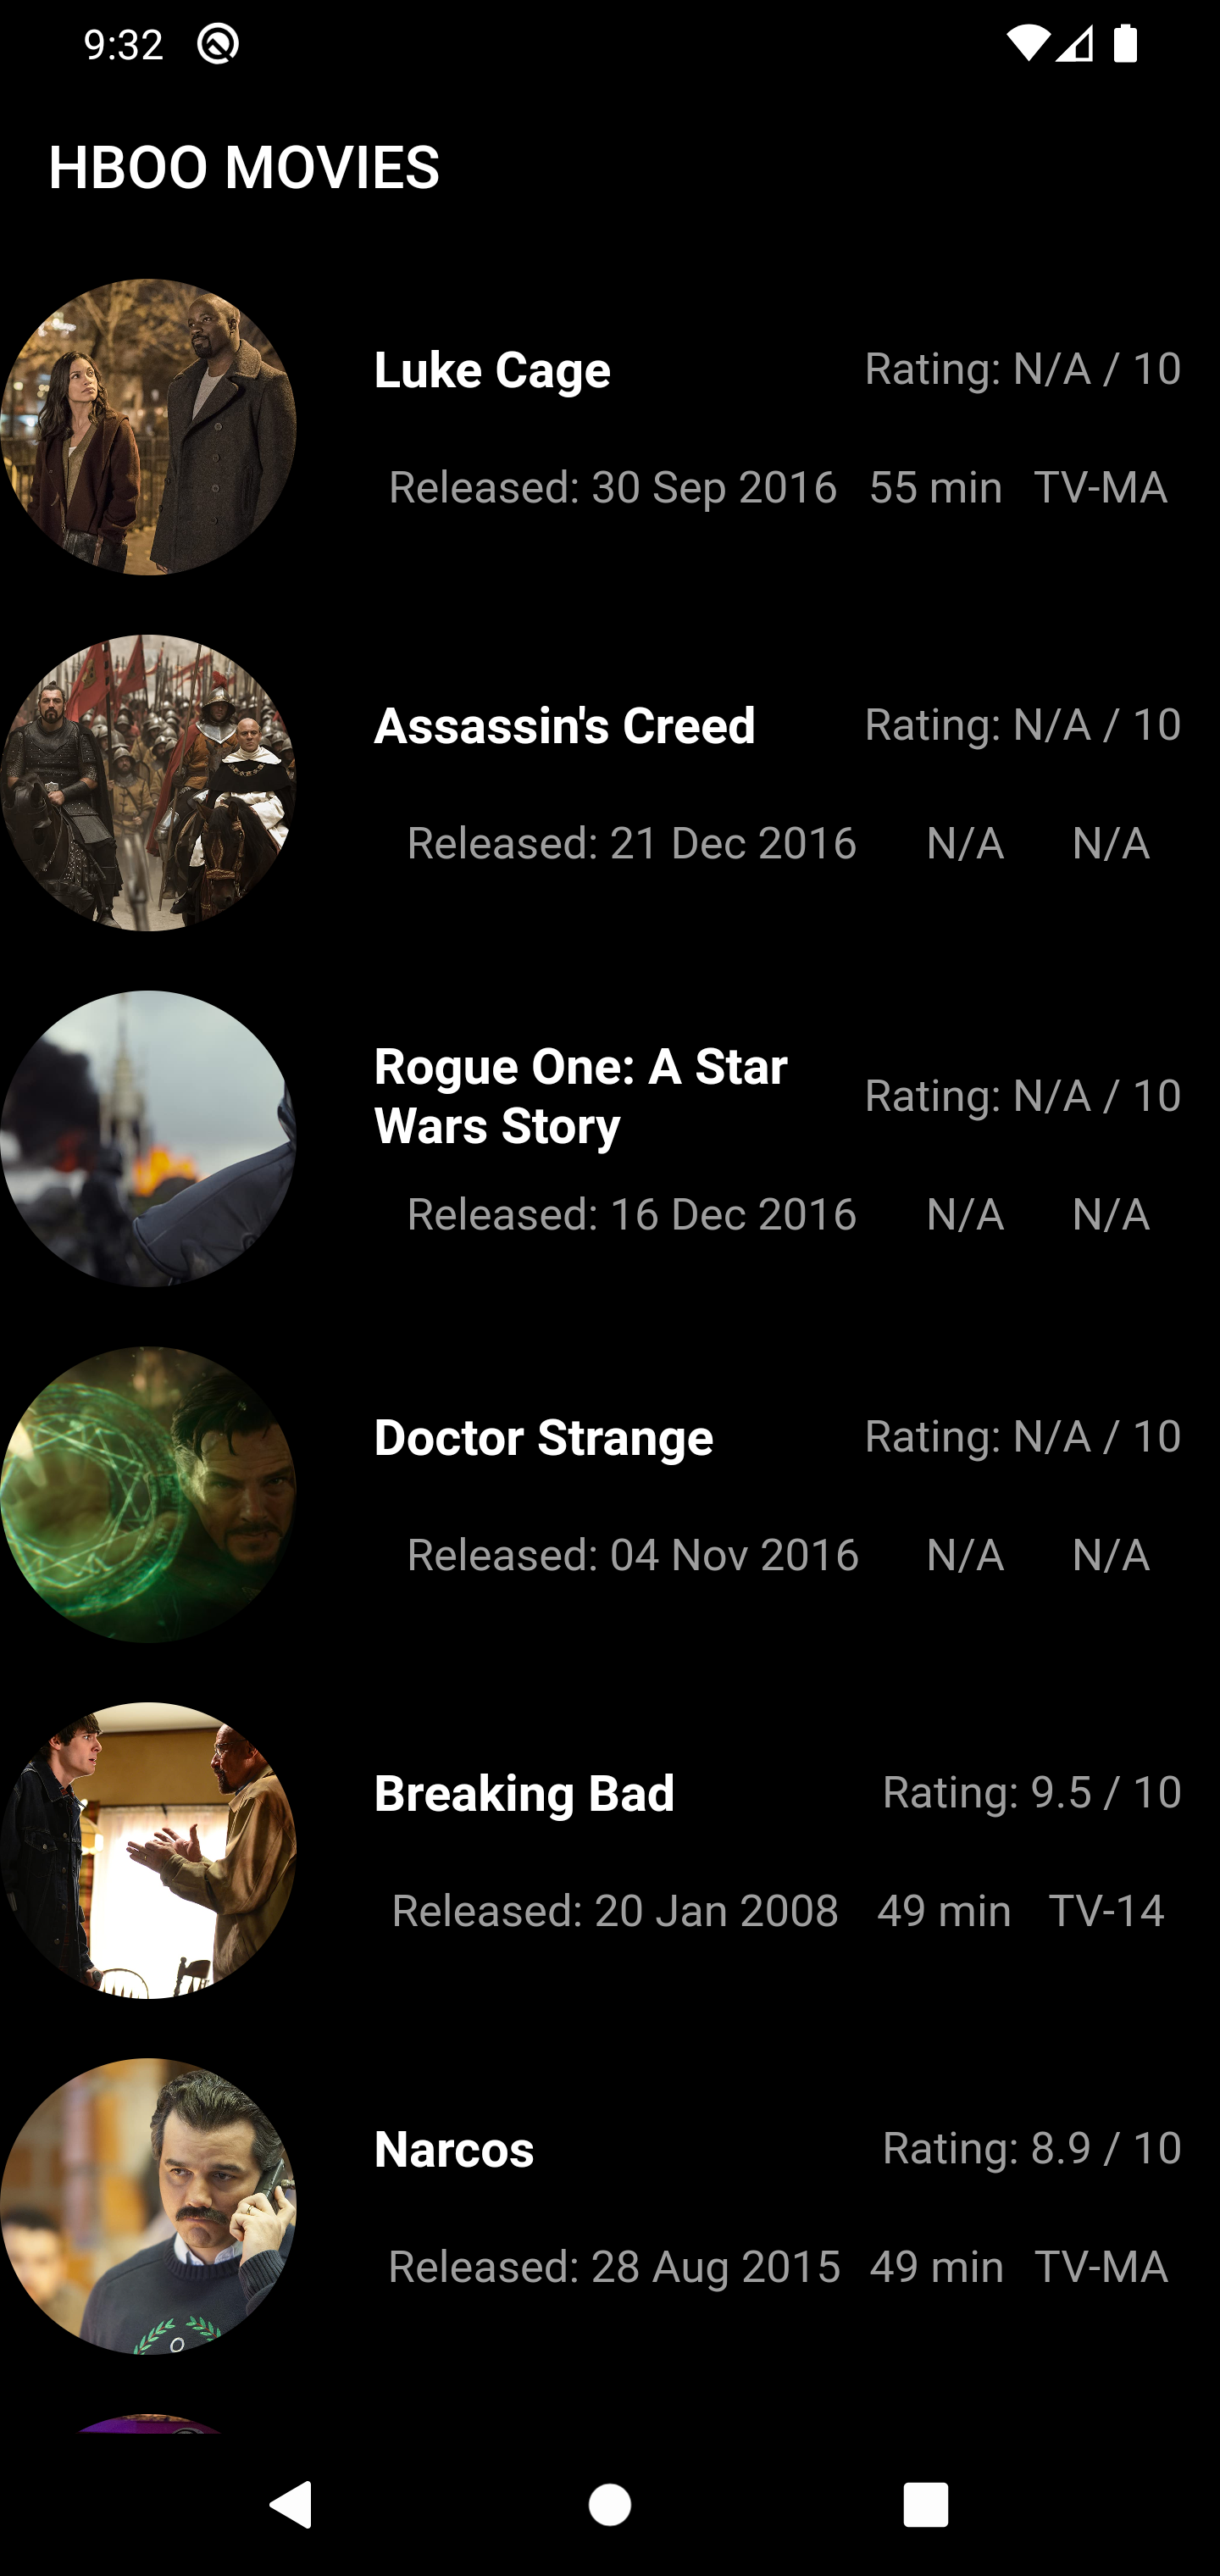 9:32
HBOO MOVIES
Luke Cage
Rating: N/A / 10
Released: 30 Sep 2016 55 min TV-MA
Assassin's Creed
Rating: N/A / 10
Released: 21 Dec 2016 N/A N/A
Rogue One: A Star
Wars Story
Rating: N/A / 10
Released: 16 Dec 2016 N/A N/A
Doctor Strange
Rating: N/A / 10
Released: 04 Nov 2016 N/A N/A
Breaking Bad
Rating: 9.5 / 10
Released: 20 Jan 2008 49 min TV-14
Narcos
Rating: 8.9 / 10
Released: 28 Aug 2015 49 min TV-MA